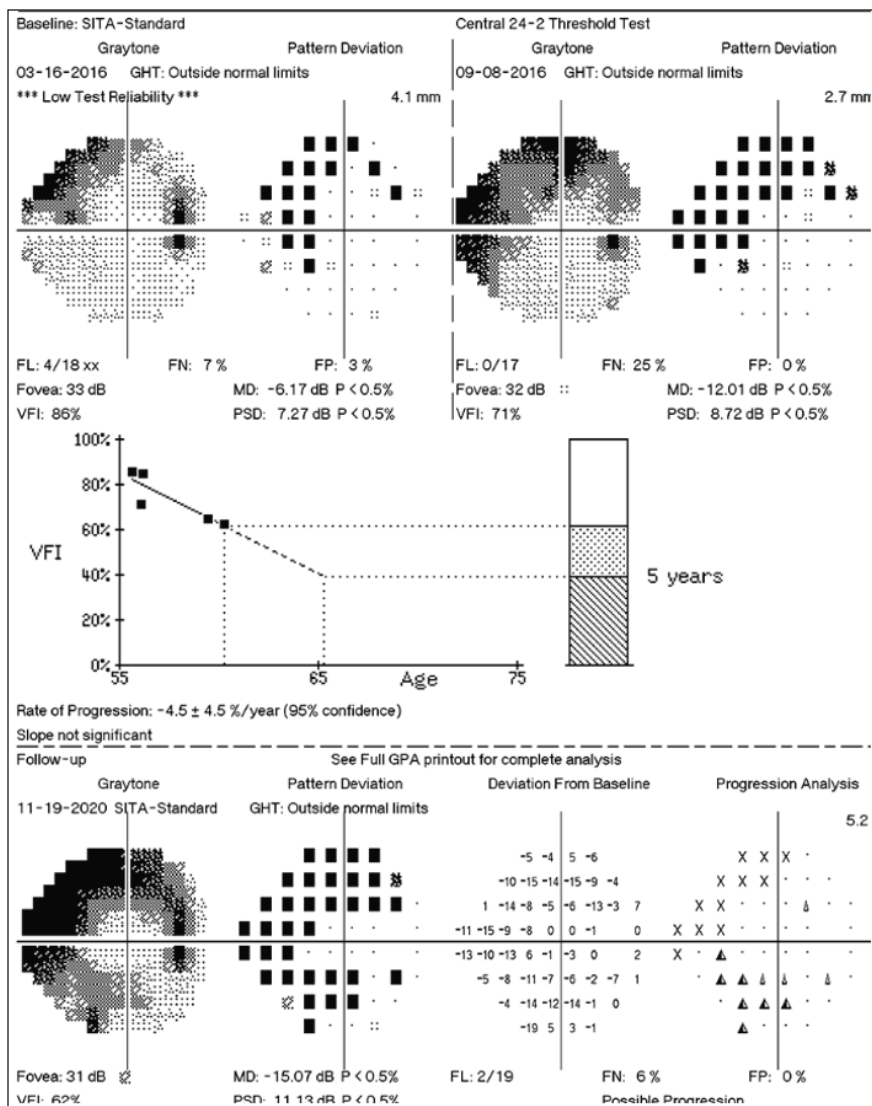 Baseline: SITA-Standard Central 24-2 Threshold Test
Graytone Pattern Deviation Graytone Pattern Deviation
03-16-2016 GHT: Outside normal limits 09-08-2016 GHT: Outside normal limits
*** Low Test Reliability *** 4.1 mm 2.7 mm
FL: 4/18 xx FN: 7 % FP: 3 % FL: 0/17 FN: 25 % FP: 0 %
Fovea: 33 dB MD: -6.17 dB P < 0.5% Fovea: 32 dB :: MD: -12.01 dB P < 0.5%
VFI: 86% PSD: 7.27 dB P < 0.5% VFI: 71% PSD: 8.72 dB P < 0.5%
100%
80%
60%
VFI
40%
5 years
20%
0%
55 65 Age 75
Rate of Progression: -4.5 ± 4.5 %/year (95% confidence)
Slope not significant
Follow-up See Full GPA printout for complete analysis
Graytone Pattern Deviation Deviation From Baseline Progression Analysis
11-19-2020 SITA-Standard GHT: Outside normal limits
5.2
-5 -4 5 -6 X X X
-10 -15 -14 -15 -9 -4 X X X
1 -14 -8 -5 -6 -13 -3 7 X X
-11 -15 -9 -8 0 0 -1 0 X X X
-13 -10 -13 6 -1 -3 0 2 X
-5 -8 -11 -7 -6 -2 -7 1
-4 -14 -12 -14 -1 0
-19 5 3 -1
Fovea: 31 dB MD: -15.07 dB P < 0.5% FL: 2/19 FN: 6 % FP: 0 %
VFI: 62% PSD: 11.13 dB P < 0.5% Possible Progression